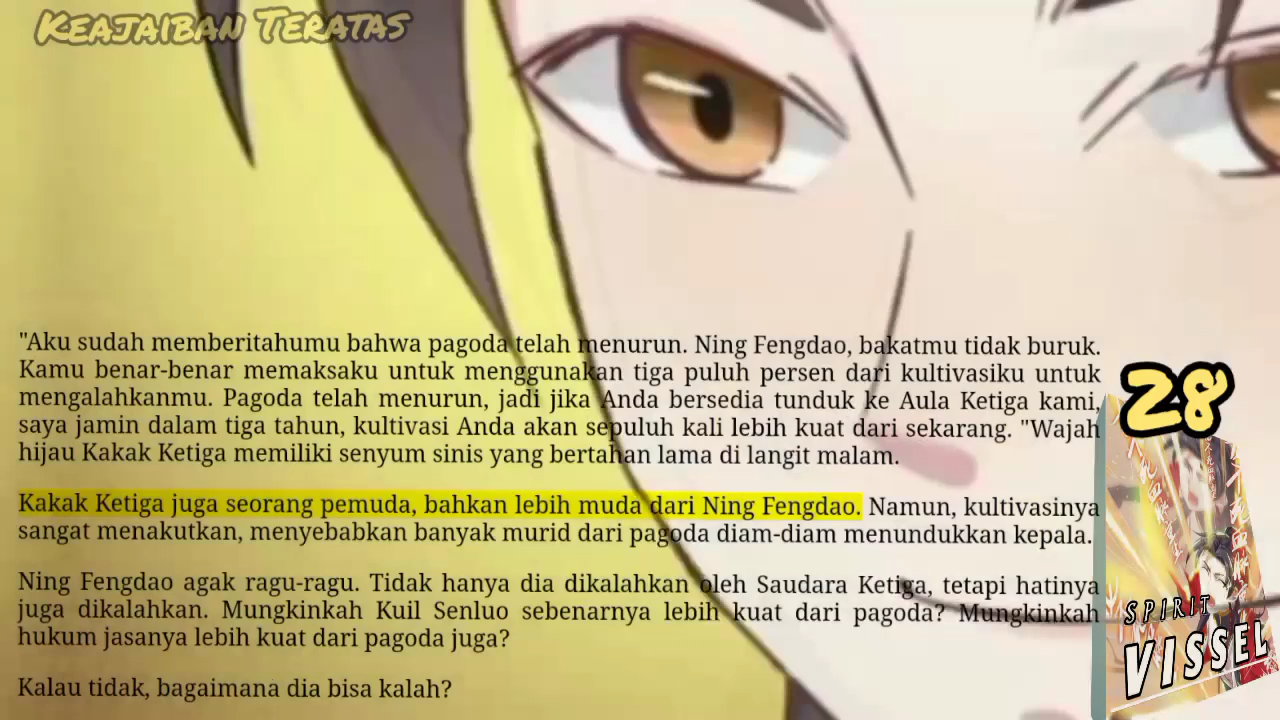 KEAJAIBAN TERATAS
"Aku sudah memberitahumu bahwa pagoda telah menurun. Ning Fengdao, bakatmu tidak buruk.
Kamu benar-benar memaksaku untuk menggunakan tiga puluh persen dari kultivasiku untuk
mengalahkanmu. Pagoda telah menurun, jadi jika Anda bersedia tunduk ke Aula Ketiga kami,
saya jamin dalam tiga tahun, kultivasi Anda akan sepuluh kali lebih kuat dari sekarang. "Wajah
hijau Kakak Ketiga memiliki senyum sinis yang bertahan lama di langit malam.
Kakak Ketiga juga seorang pemuda, bahkan lebih muda dari Ning Fengdao. Namun, kultivasinya
sangat menakutkan, menyebabkan banyak murid dari pagoda diam-diam menundukkan kepala.
Ning Fengdao agak ragu-ragu. Tidak hanya dia dikalahkan oleh Saudara Ketiga, tetapi hatinya
juga dikalahkan. Mungkinkah Kuil Senluo sebenarnya lebih kuat dari pagoda? Mungkinkah
hukum jasanya lebih kuat dari pagoda juga?
Kalau tidak, bagaimana dia bisa kalah?
28
SPIRIT
VISSEL